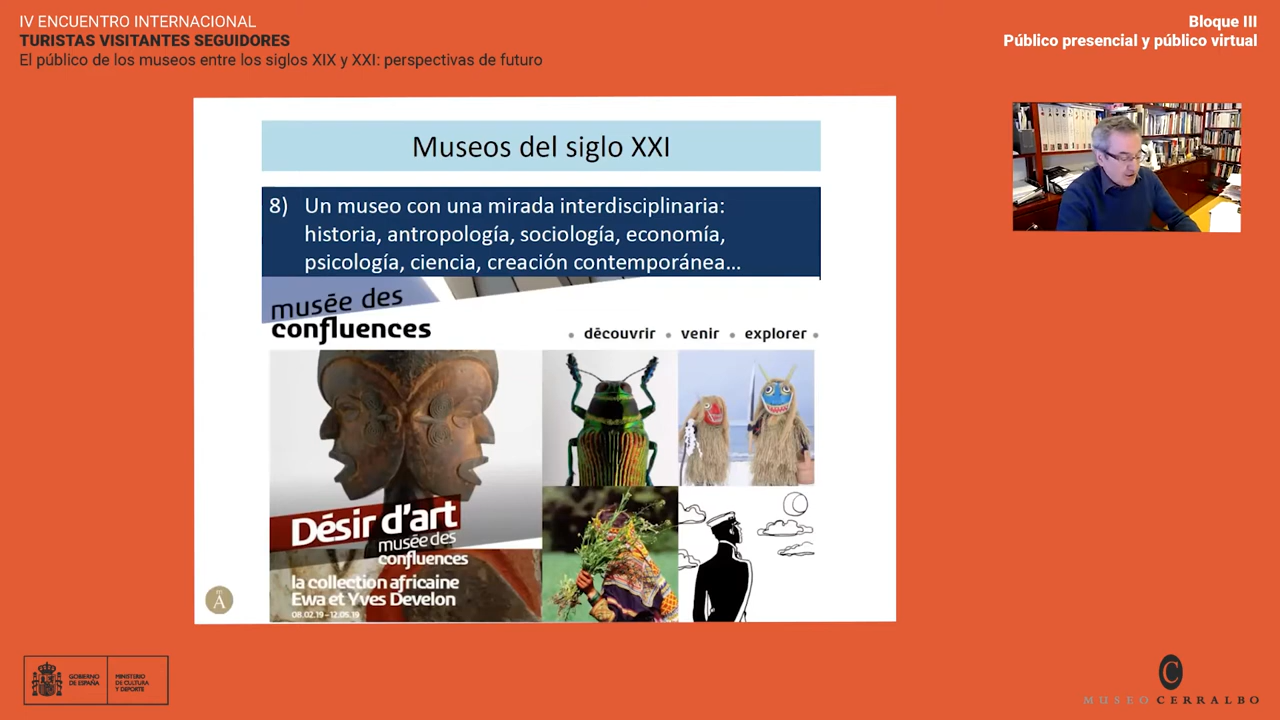 IV ENCUENTRO INTERNACIONAL
TURISTAS VISITANTES SEGUIDORES
El público de los museos entre los siglos XIX y XXI: perspectivas de futuro
Bloque III
Público presencial y público virtual
Museos del siglo XXI
8) Un museo con una mirada interdisciplinaria:
historia, antropología, sociología, economía,
psicología, ciencia, creación contemporánea...
musée des
confluences
• découvrir • venir • explorer •
Désir d'art
musée des
confluences
la collection africaine
Ewa et Yves Develon
08.02.19–12.05.19
A
GOBIERNO
DE ESPAÑA
MINISTERIO
DE CULTURA
Y DEPORTE
C
MUSEO CERRALBO